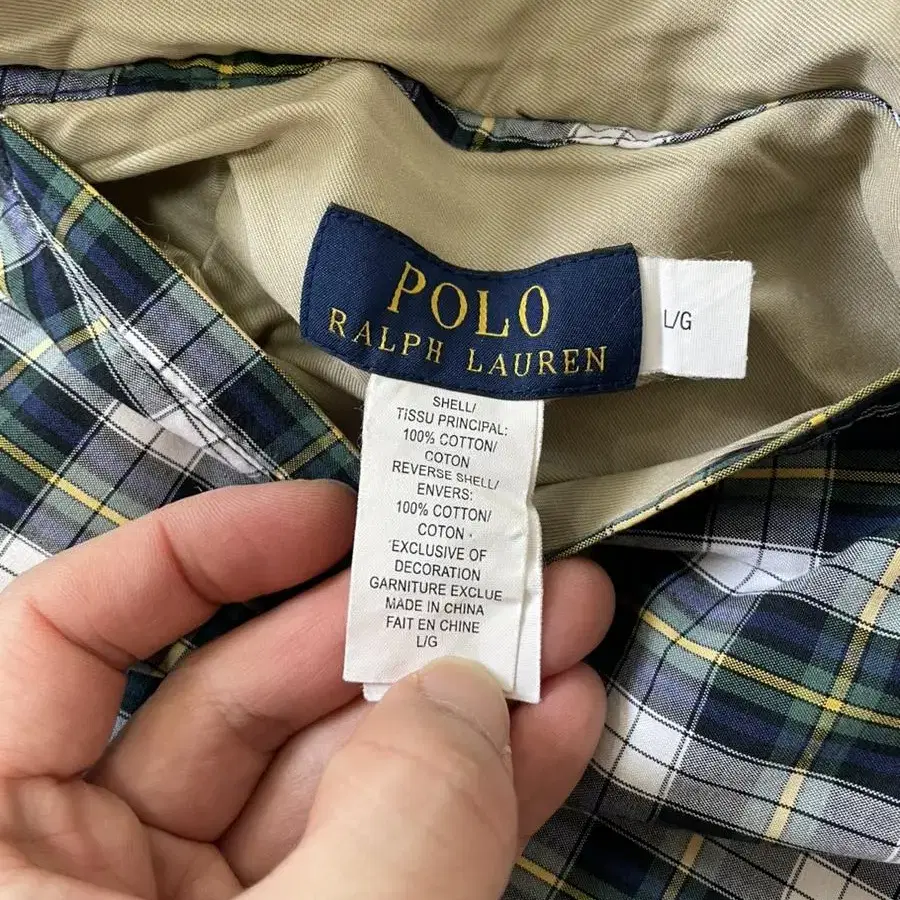 POLO
RALPH LAUREN
L/G
SHELL/
TISSU PRINCIPAL:
100% COTTON/
COTON
REVERSE SHELL/
ENVERS:
100% COTTON/
COTON
EXCLUSIVE OF
DECORATION
GARNITURE EXCLUE
MADE IN CHINA
FAIT EN CHINE
L/G